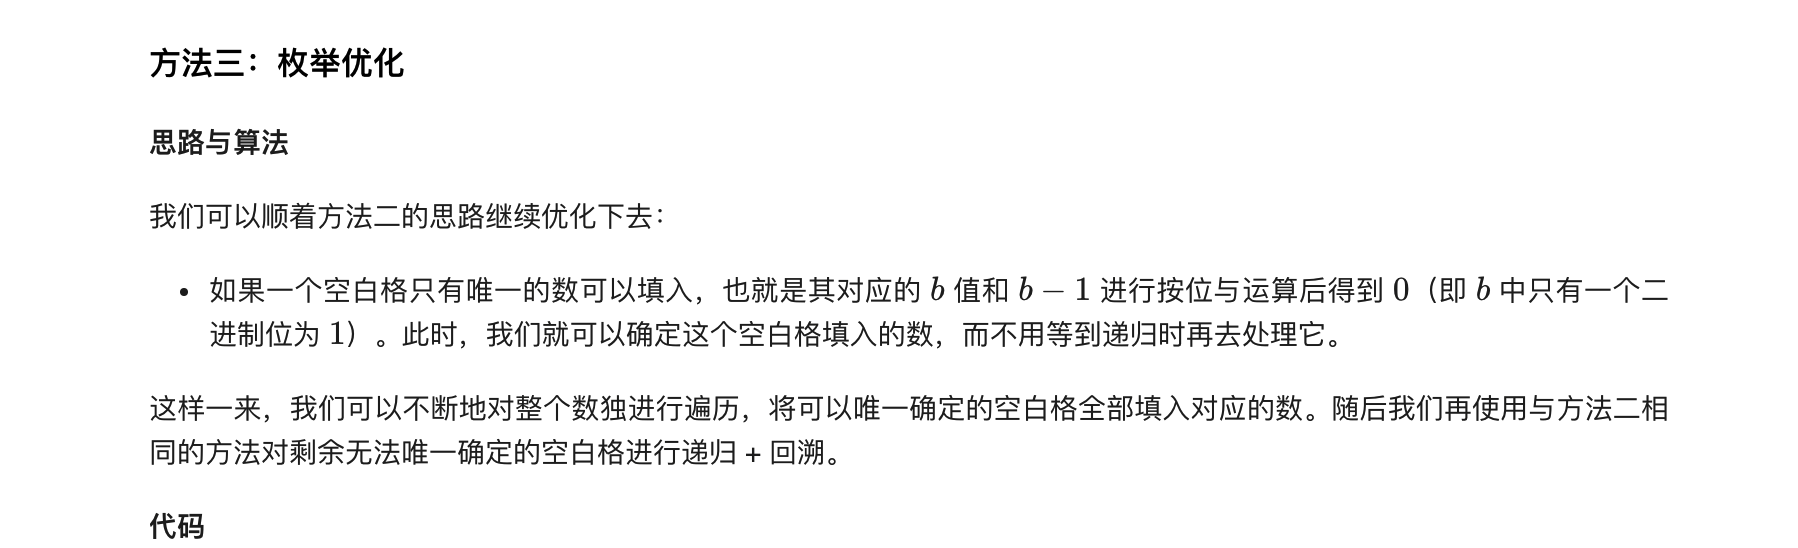 方法三：枚举优化
思路与算法
我们可以顺着方法二的思路继续优化下去：
• 如果一个空白格只有唯一的数可以填入，也就是其对应的 b 值和 b − 1 进行按位与运算后得到 0（即 b 中只有一个二
进制位为 1）。此时，我们就可以确定这个空白格填入的数，而不用等到递归时再去处理它。
这样一来，我们可以不断地对整个数独进行遍历，将可以唯一确定的空白格全部填入对应的数。随后我们再使用与方法二相
同的方法对剩余无法唯一确定的空白格进行递归 + 回溯。
代码